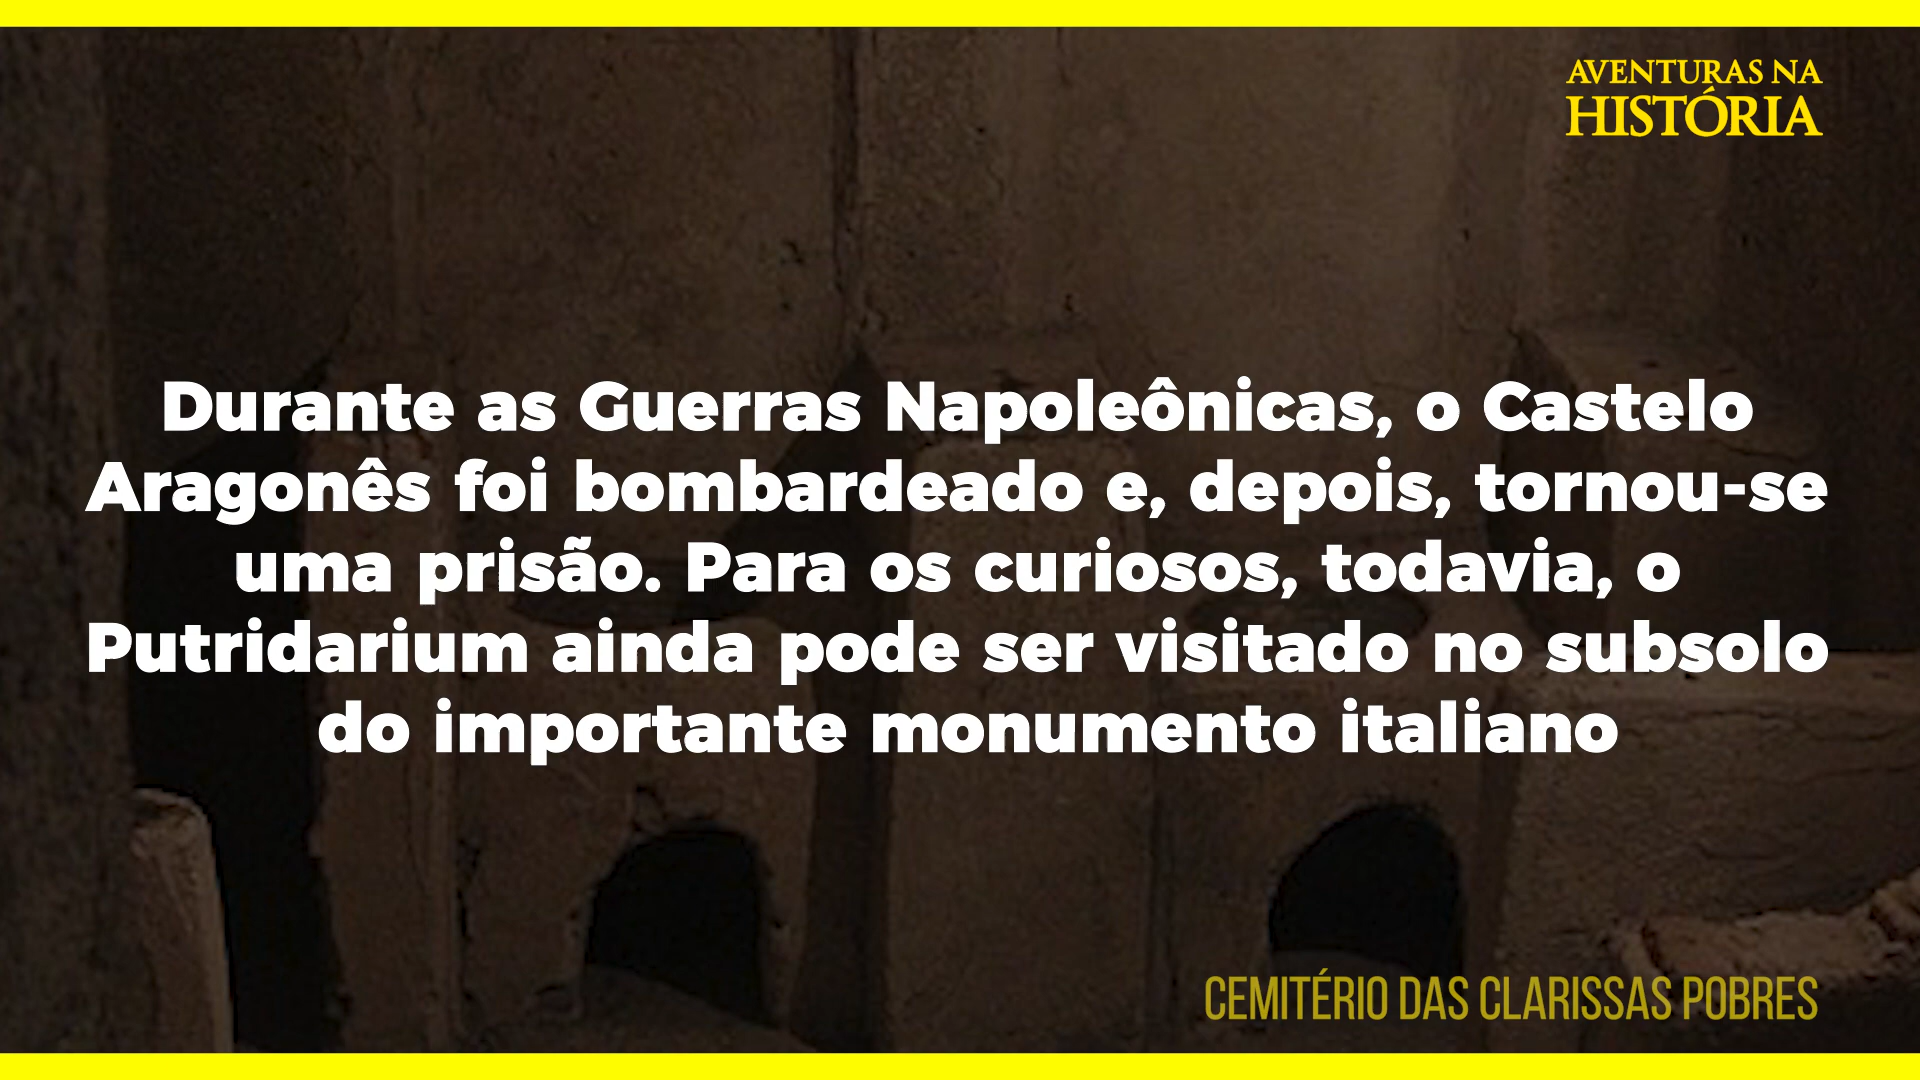 AVENTURAS NA
HISTÓRIA
Durante as Guerras Napoleônicas, o Castelo
Aragonês foi bombardeado e, depois, tornou-se
uma prisão. Para os curiosos, todavia, o
Putridarium ainda pode ser visitado no subsolo
do importante monumento italiano
CEMITÉRIO DAS CLARISSAS POBRES